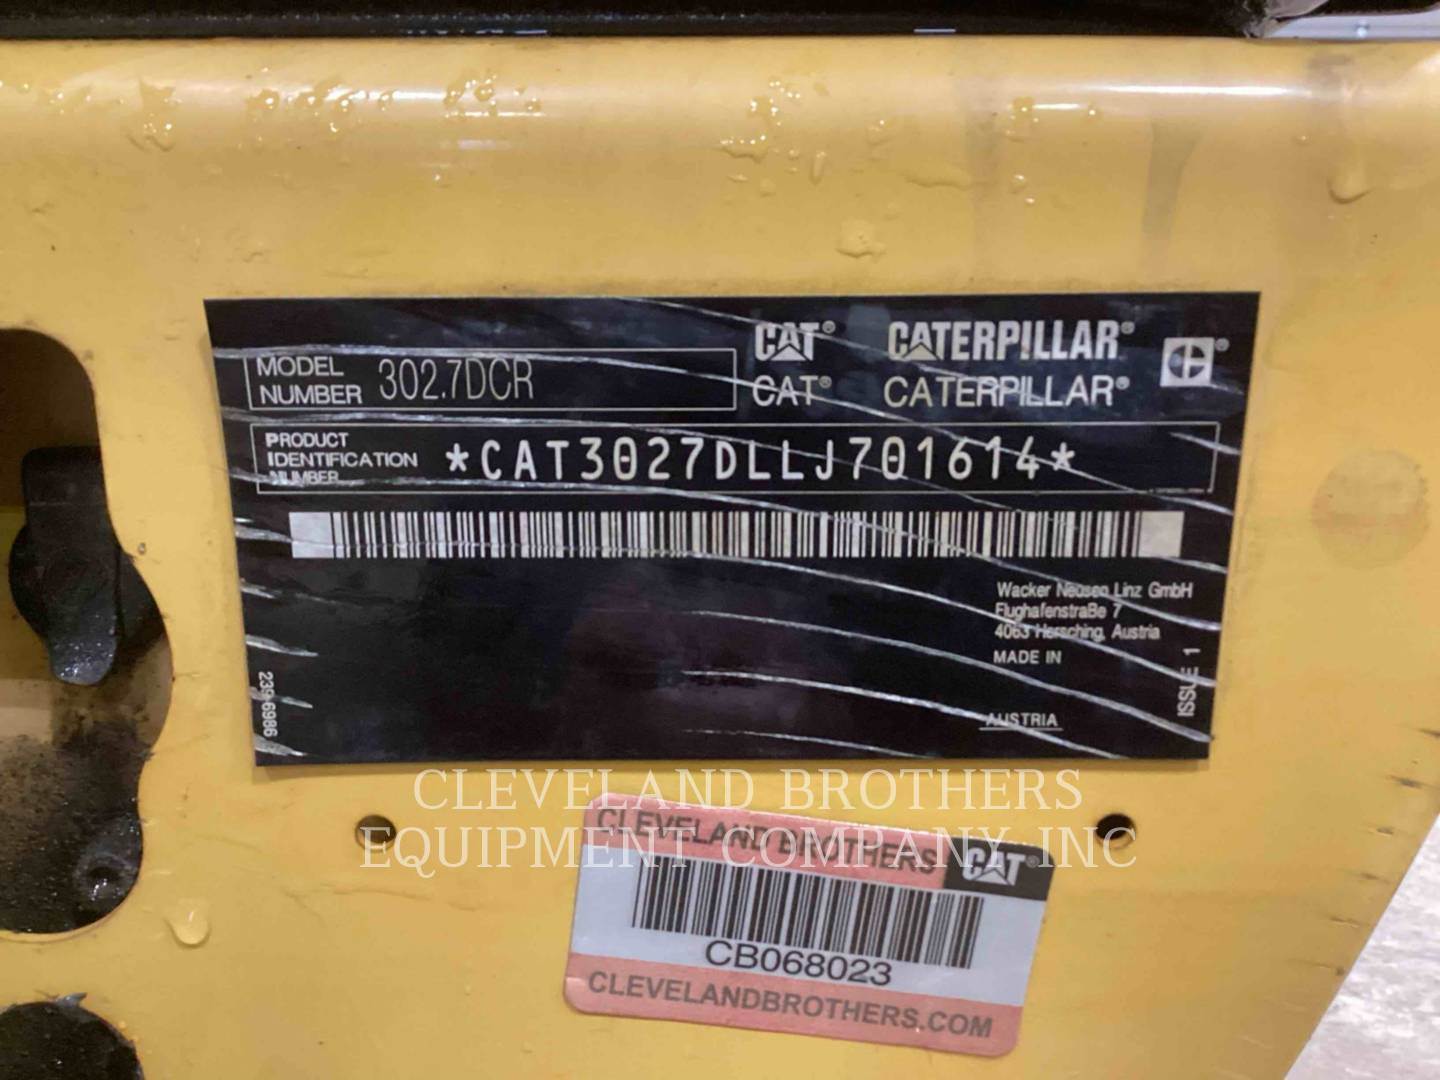 MODEL NUMBER 302.7DCR
CAT® CATERPILLAR®
CAT® CATERPILLAR®
PRODUCT
IDENTIFICATION
NUMBER
*CAT3027DLLJ701614*
Wacker Neuson Linz GmbH
FlughafenstraBe 7
4063 Horsching, Austria
MADE IN
AUSTRIA
ISSUE 1
239-6986
CLEVELAND BROTHERS
EQUIPMENT COMPANY, INC
CLEVELAND BROTHERS CAT®
CB068023
CLEVELANDBROTHERS.COM